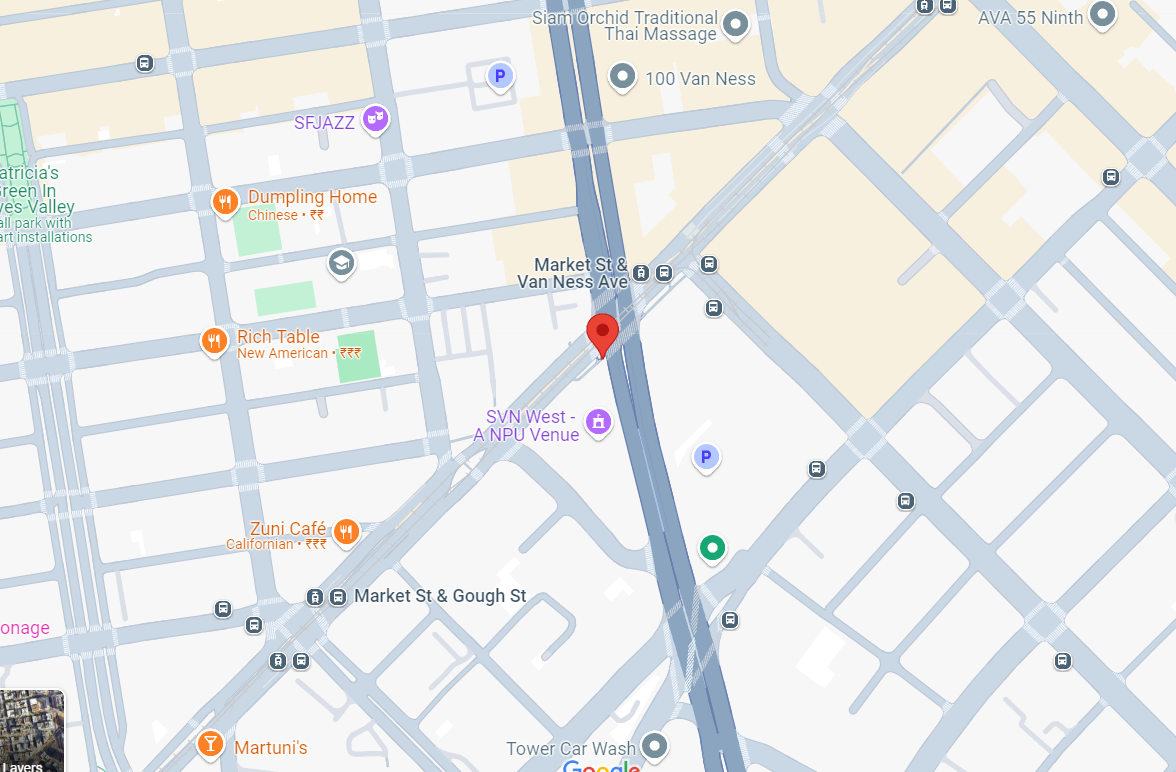 Siam Orchid Traditional
Thai Massage
AVA 55 Ninth
P
100 Van Ness
SFJAZZ
atricia's
reen In
yes-Valley
all park with
art installations
Dumpling Home
Chinese • ₹₹
Market St &
Van Ness Ave
Rich Table
New American • ₹₹₹
SVN West -
A NPU Venue
P
Zuni Café
Californian • ₹₹₹
Market St & Gough St
onage
Martuni's
Tower Car Wash
Google
Layers